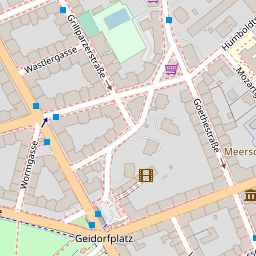 Grillparzerstraße
Wastlergasse
Humboldt
Mozart
Goethestraße
Wormgasse
Meersc
Geidorfplatz